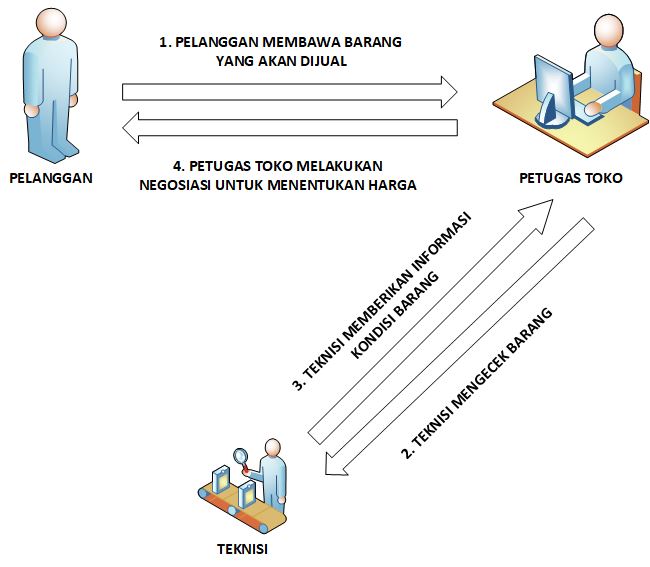 1. PELANGGAN MEMBAWA BARANG
YANG AKAN DIJUAL
4. PETUGAS TOKO MELAKUKAN
NEGOSIASI UNTUK MENENTUKAN HARGA
PELANGGAN
PETUGAS TOKO
3. TEKNISI MEMBERIKAN INFORMASI
KONDISI BARANG
2. TEKNISI MENGECEK BARANG
TEKNISI